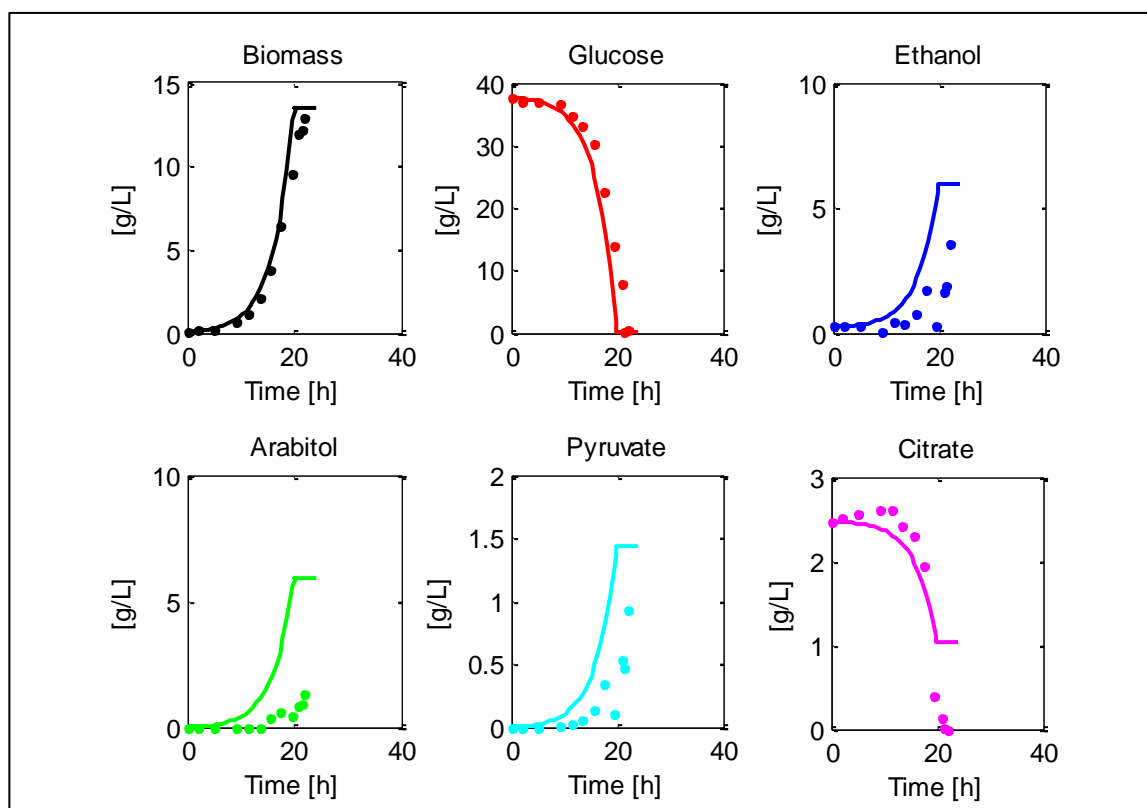 Biomass Glucose Ethanol
15 40 10
10 30
[g/L] [g/L] 20 [g/L] 5
5 10
0 0 0
0 20 40 0 20 40 0 20 40
Time [h] Time [h] Time [h]
Arabitol Pyruvate Citrate
10 2 3
1.5 2
[g/L] 5 [g/L] 1 [g/L]
0.5 1
0 0 0
0 20 40 0 20 40 0 20 40
Time [h] Time [h] Time [h]